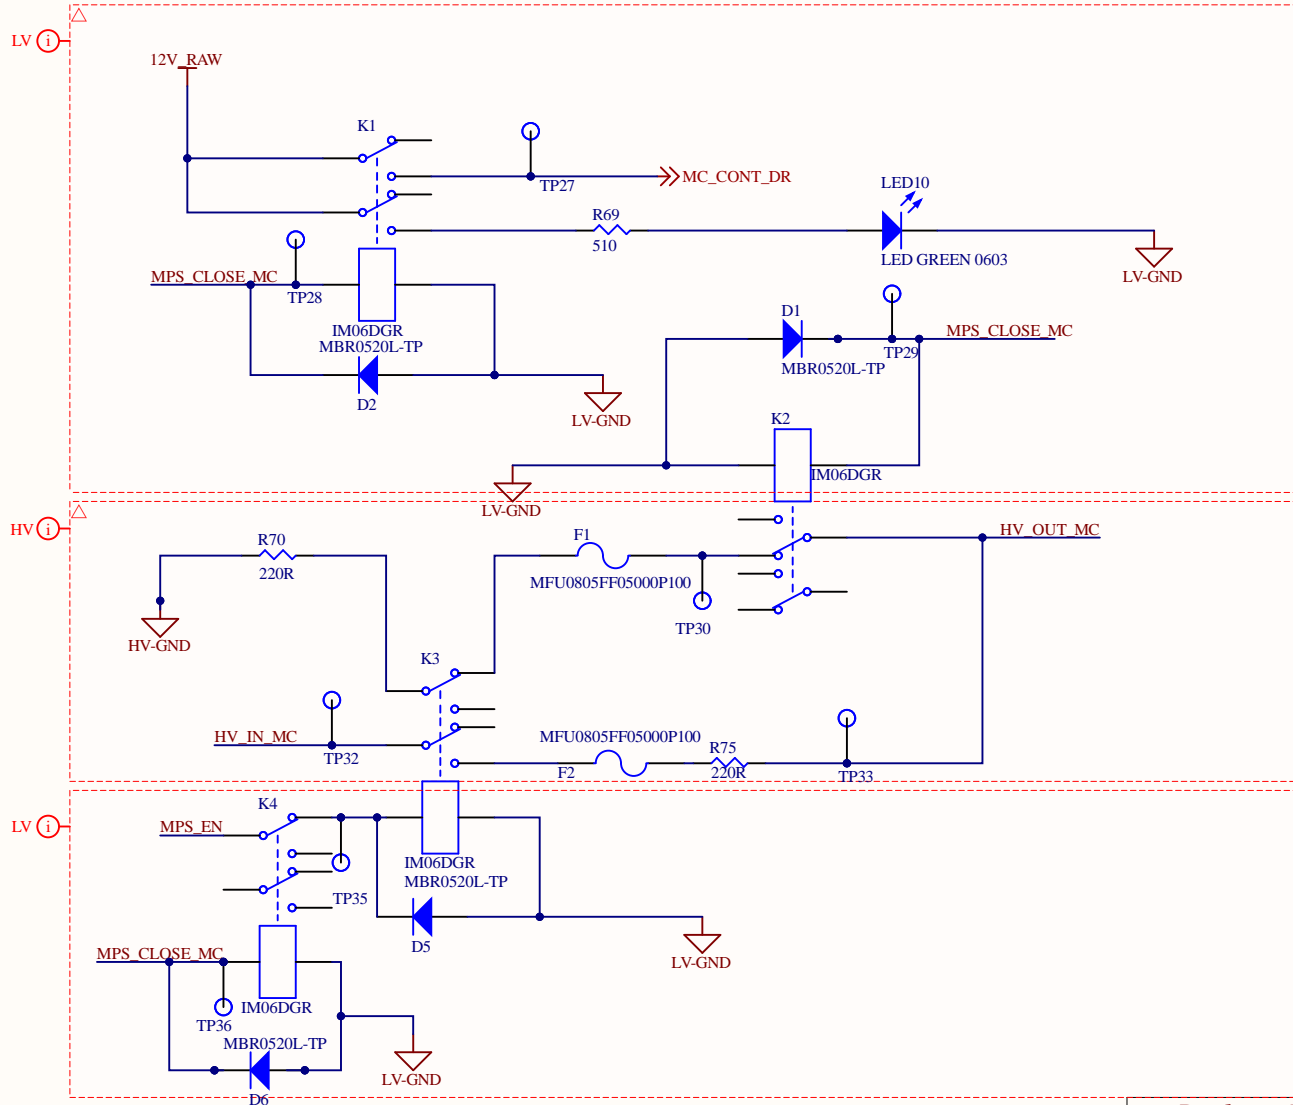 LV i
12V_RAW
K1
TP27
MC_CONT_DR
LED10
R69
510
LED GREEN 0603
LV-GND
MPS_CLOSE_MC
TP28
IM06DGR
MBR0520L-TP
D2
LV-GND
D1
MPS_CLOSE_MC
TP29
MBR0520L-TP
K2
IM06DGR
LV-GND
HV i
R70
220R
F1
HV_OUT_MC
MFU0805FF05000P100
TP30
HV-GND
K3
HV_IN_MC
TP32
MFU0805FF05000P100
R75
F2
220R
TP33
LV i
K4
MPS_EN
IM06DGR
MBR0520L-TP
TP35
D5
LV-GND
MPS_CLOSE_MC
IM06DGR
TP36
MBR0520L-TP
LV-GND
D6